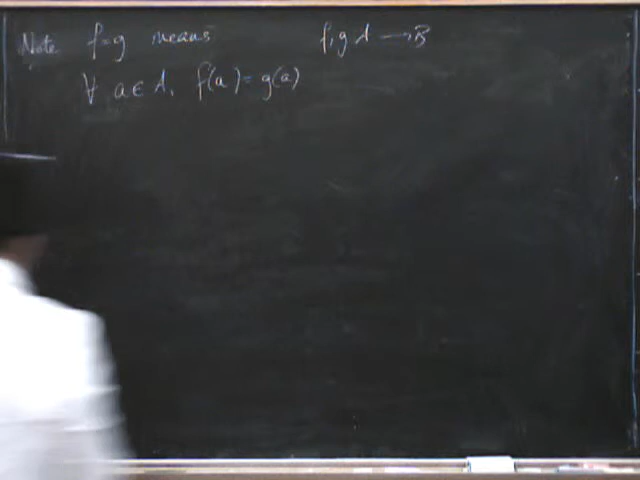 Note f=g means f, g A → B
∀ a ∈ A, f(a) = g(a)